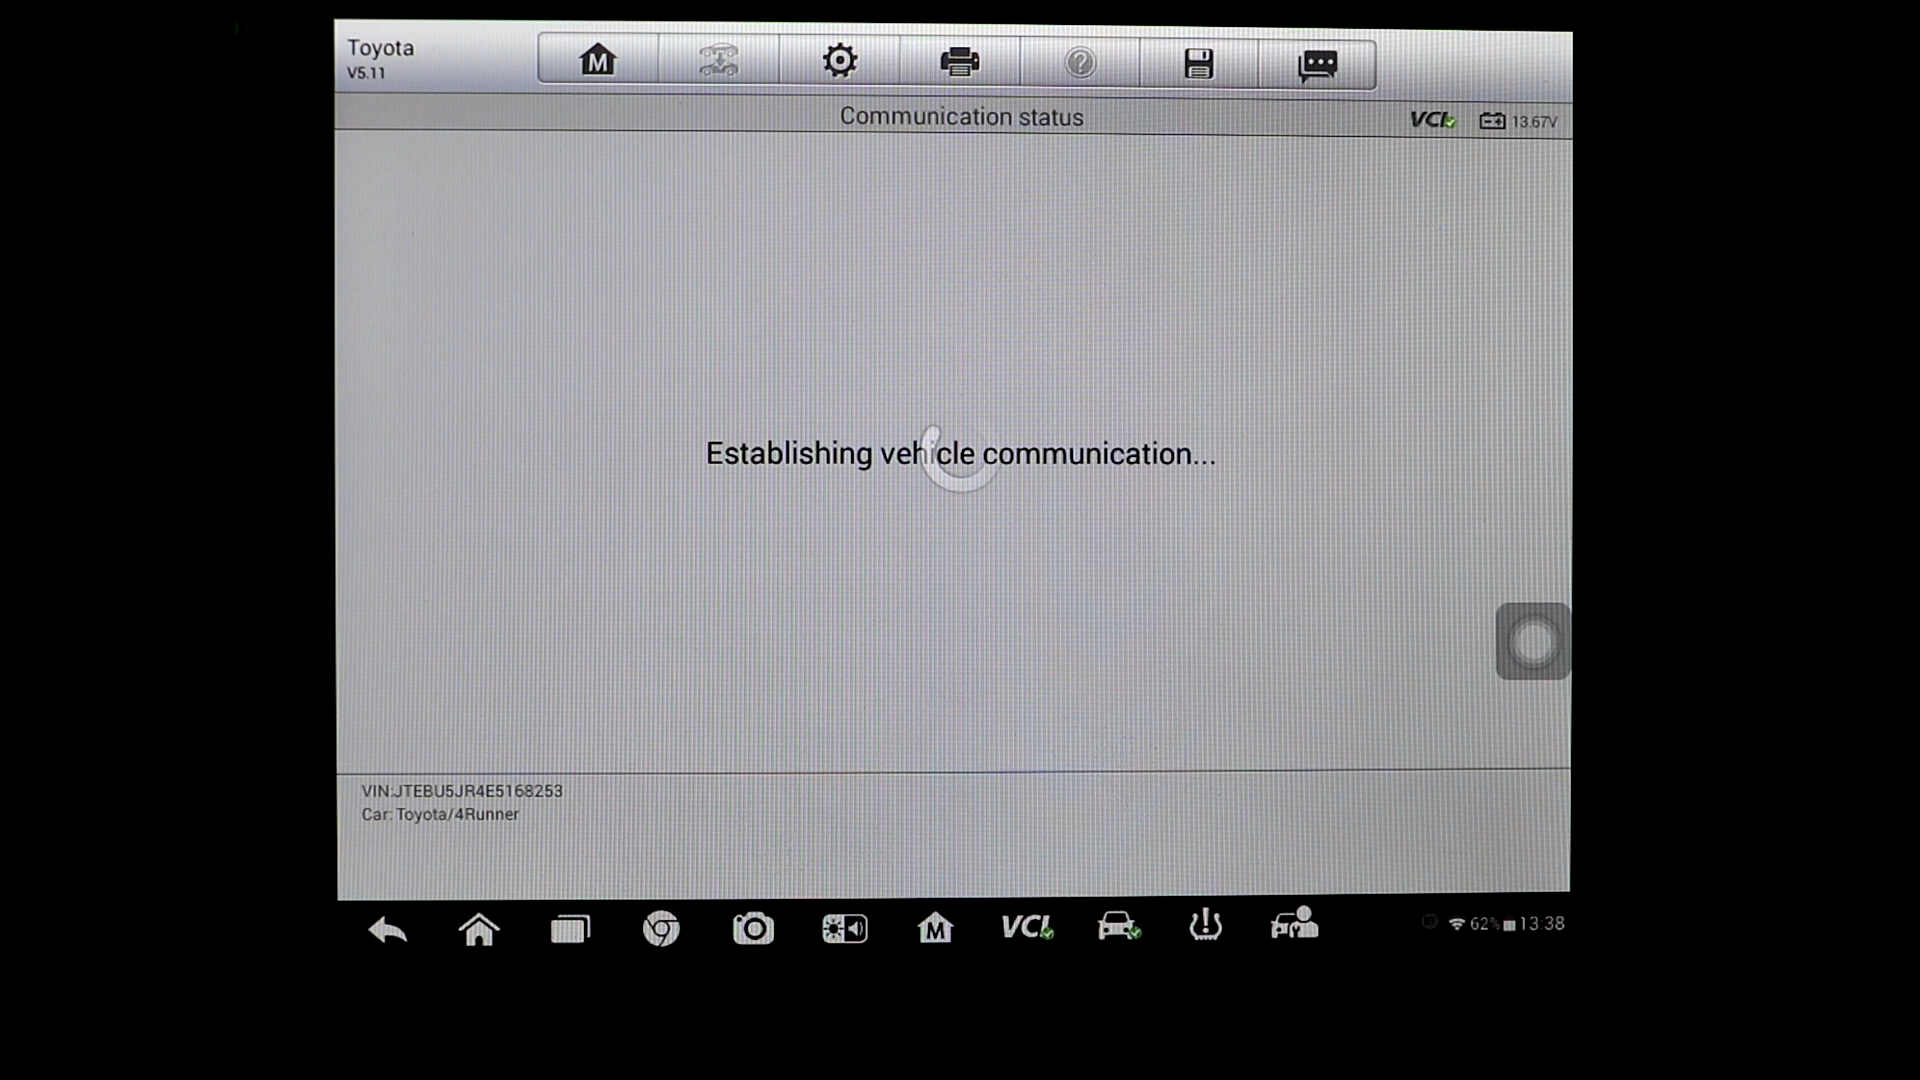 Toyota
V5.11
M
?
Communication status
VCI
13.67V
Establishing vehicle communication...
VIN:JTEBU5JR4E5168253
Car: Toyota/4Runner
M
VCI
62% 13:38